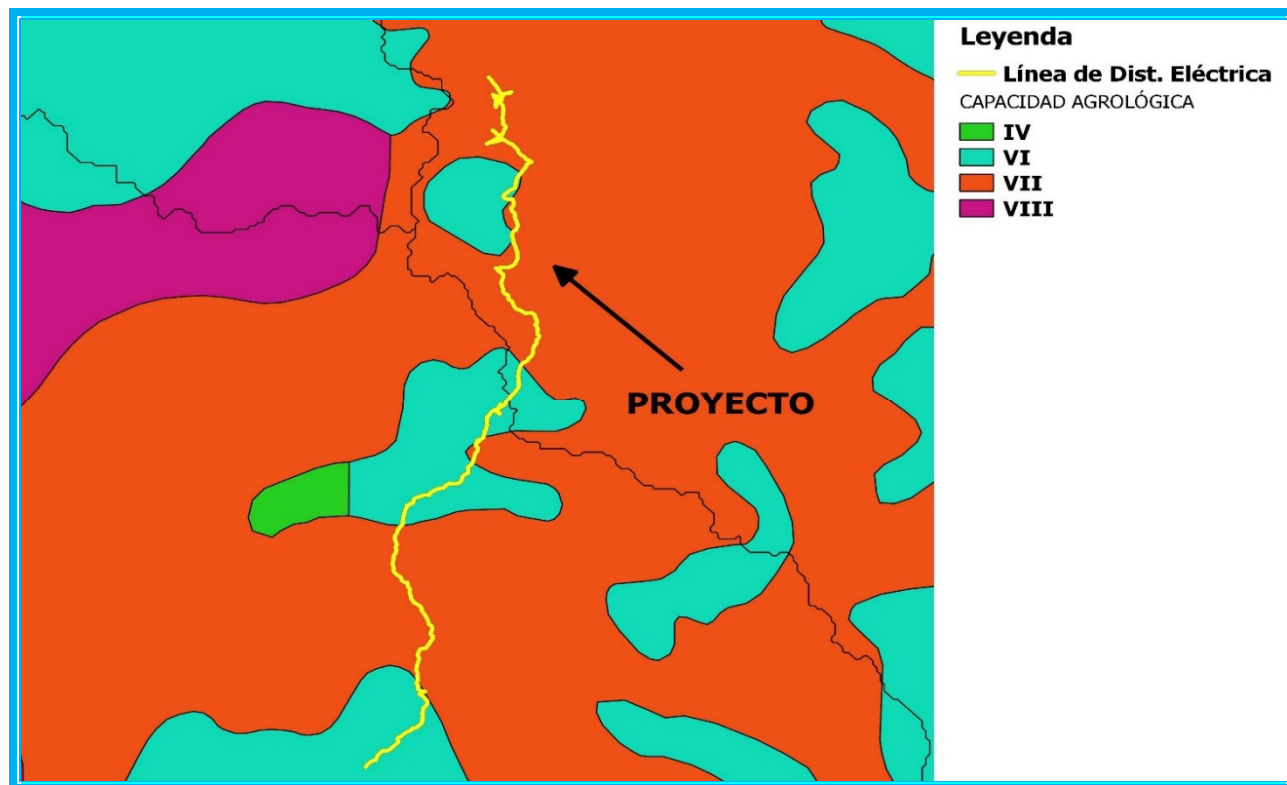 Leyenda
Línea de Dist. Eléctrica
CAPACIDAD AGROLÓGICA
IV
VI
VII
VIII
PROYECTO